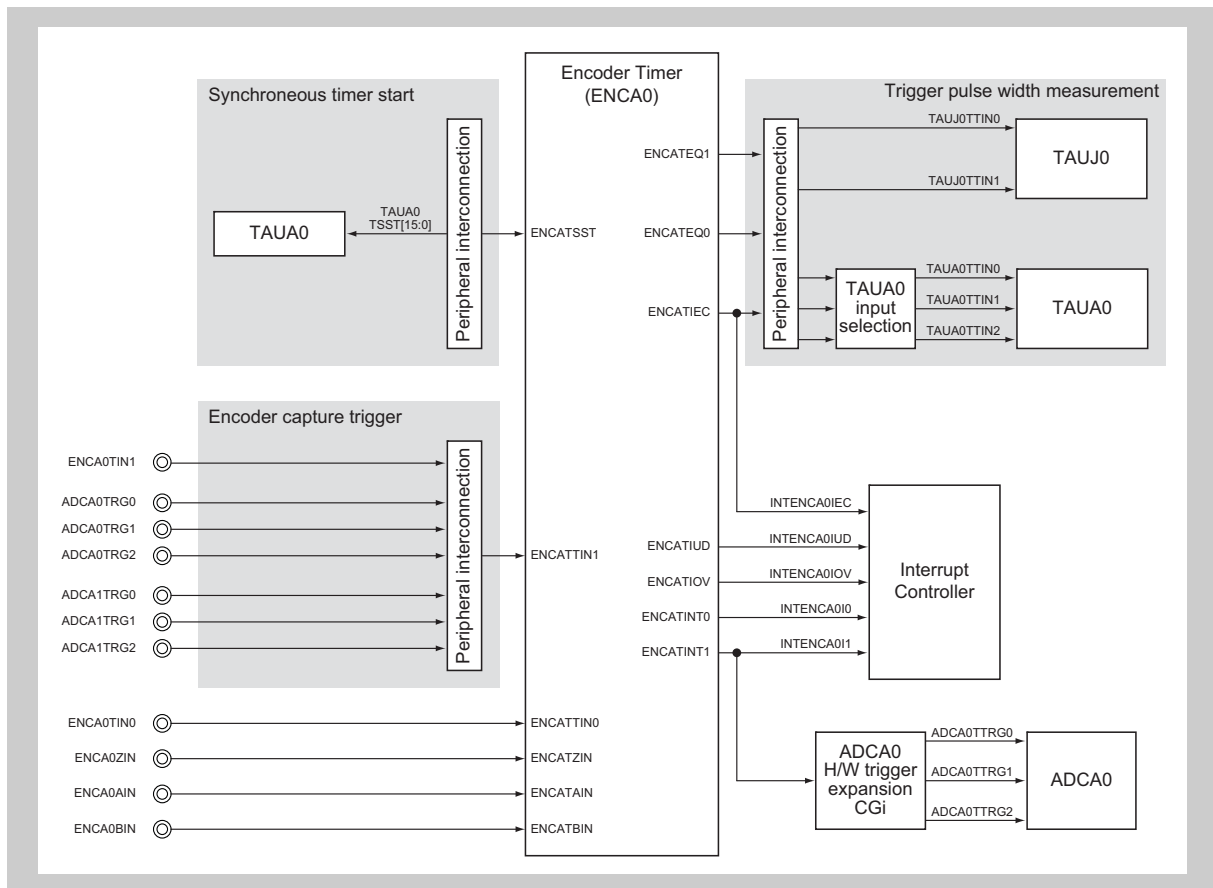 Encoder Timer
(ENCA0)
Synchroneous timer start
TAUA0
TAUA0
TSST[15:0]
Peripheral interconnection
ENCATSST
Encoder capture trigger
ENCA0TIN1
ADCA0TRG0
ADCA0TRG1
ADCA0TRG2
ADCA1TRG0
ADCA1TRG1
ADCA1TRG2
Peripheral interconnection
ENCATTIN1
ENCA0TIN0
ENCATTIN0
ENCA0ZIN
ENCATZIN
ENCA0AIN
ENCATAIN
ENCA0BIN
ENCATBIN
ENCATEQ1
ENCATEQ0
ENCATIEC
Trigger pulse width measurement
Peripheral interconnection
TAUJ0TTIN0
TAUJ0TTIN1
TAUJ0
TAUA0
input
selection
TAUA0TTIN0
TAUA0TTIN1
TAUA0TTIN2
TAUA0
INTENCA0IEC
ENCATIUD
INTENCA0IUD
ENCATIOV
INTENCA0IOV
ENCATINT0
INTENCA0I0
ENCATINT1
INTENCA0I1
Interrupt
Controller
ADCA0
H/W trigger
expansion
CGi
ADCA0TTRG0
ADCA0TTRG1
ADCA0TTRG2
ADCA0